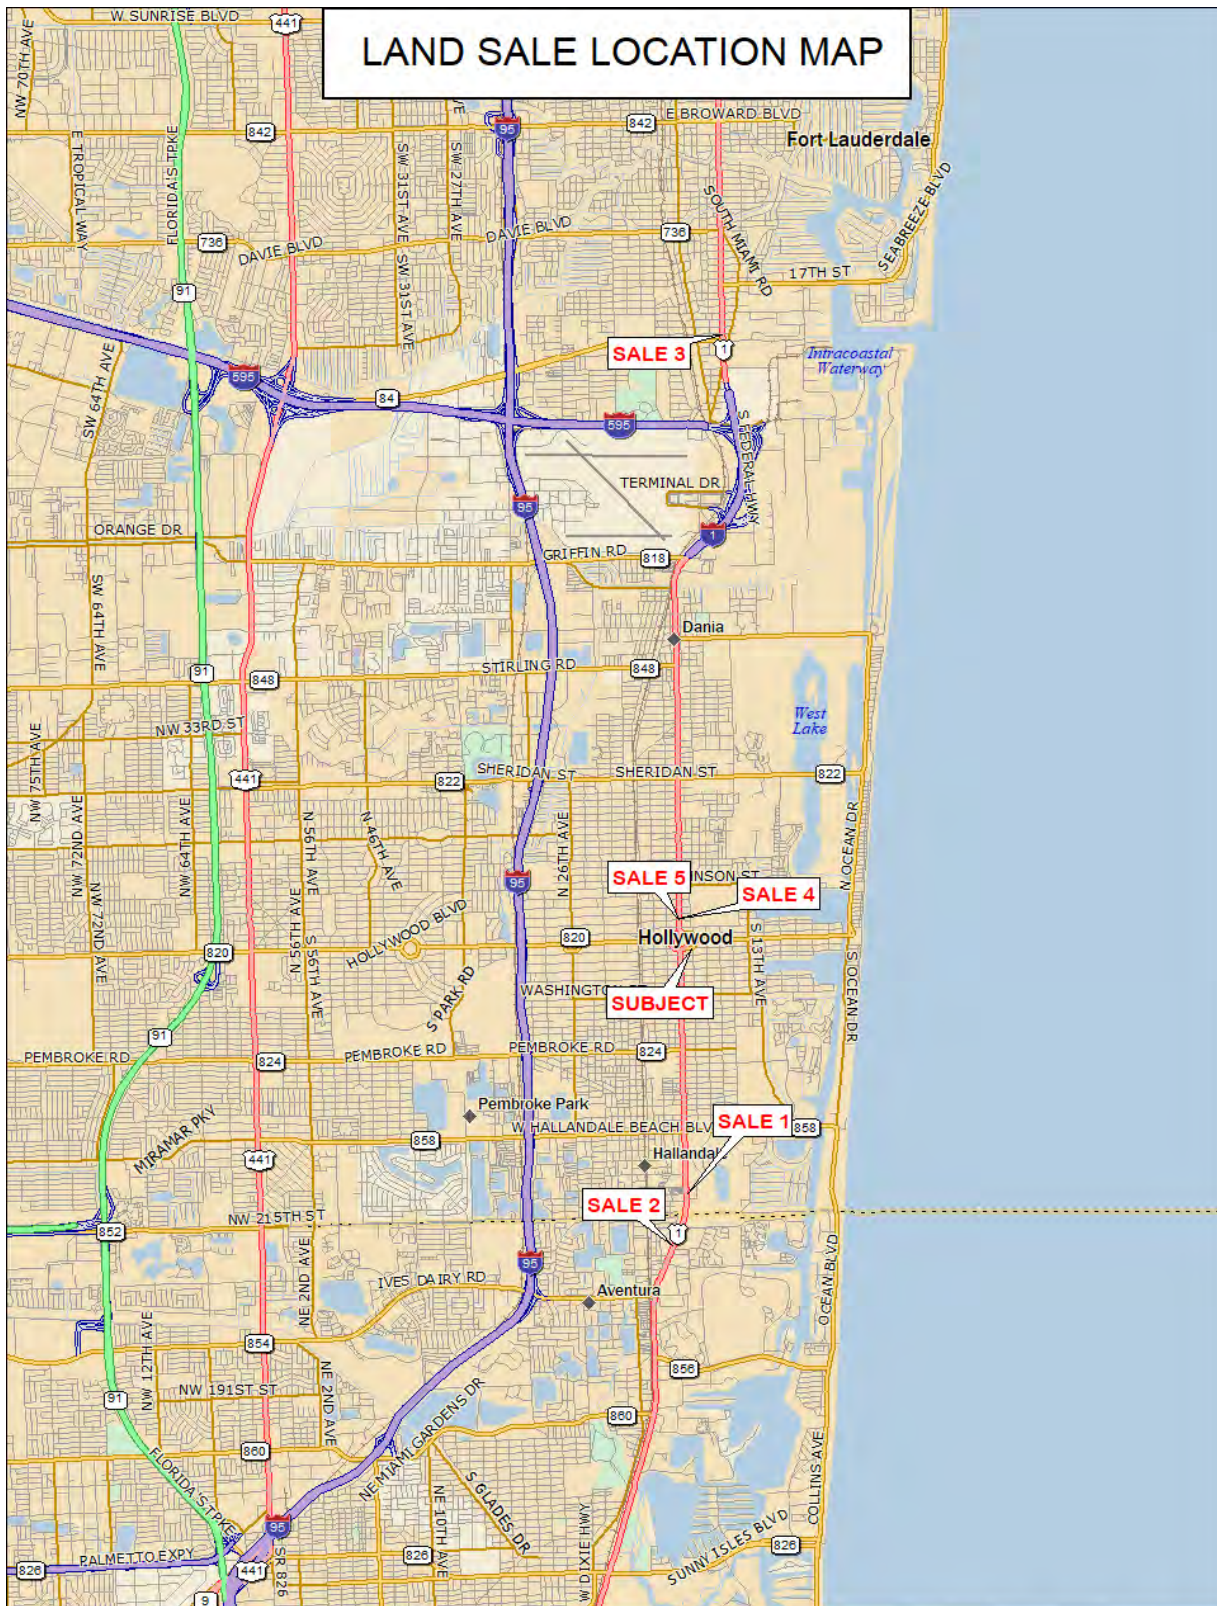 LAND SALE LOCATION MAP
W SUNRISE BLVD
441
NW 70TH AVE
E BROWARD BLVD
842
95
842
Fort Lauderdale
E TROPICAL WAY
FLORIDA'S TPKE
SW 31ST AVE
SW 27TH AVE
SOUTH MIAMI RD
SEABREEZE BLVD
736
DAVIE BLVD
DAVIE BLVD
736
17TH ST
SW 31ST AVE
91
SALE 3
1
Intracoastal
Waterway
SW 64TH AVE
595
84
595
S FEDERAL HWY
TERMINAL DR
95
1
ORANGE DR
GRIFFIN RD
818
SW 64TH AVE
Dania
91
848
STIRLING RD
848
NW 33RD ST
West
Lake
NW 75TH AVE
441
822
SHERIDAN ST
SHERIDAN ST
822
NW 72ND AVE
NW 64TH AVE
N 56TH AVE
N 46TH AVE
N 26TH AVE
N OCEAN DR
95
SALE 5
NSON ST
SALE 4
NW 72ND AVE
N 56TH AVE
S 56TH AVE
HOLLYWOOD BLVD
820
820
Hollywood
S 13TH AVE
S OCEAN DR
S PARK RD
WASHINGTON
SUBJECT
91
PEMBROKE RD
824
PEMBROKE RD
PEMBROKE RD
824
Pembroke Park
MIRAMAR PKY
858
W HALLANDALE BEACH BLV
SALE 1
858
441
Hallandal
SALE 2
NW 215TH ST
852
1
95
NE 2ND AVE
IVES DAIRY RD
Aventura
OCEAN BLVD
NW 12TH AVE
854
856
91
NW 191ST ST
NE 2ND AVE
860
860
NE MIAMI GARDENS DR
FLORIDA'S TPKE
S GLADES DR
NE 10TH AVE
COLLINS AVE
95
W DIXIE HWY
SUNNY ISLES BLVD
826
826
PALMETTO EXPY
826
441
SR 826
9